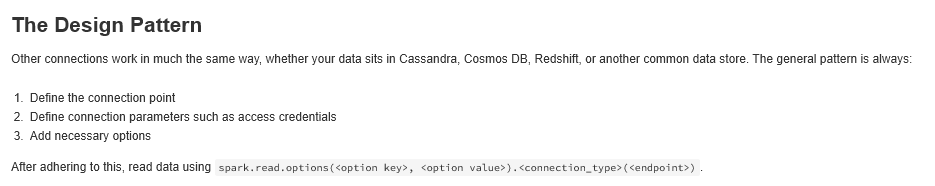 The Design Pattern
Other connections work in much the same way, whether your data sits in Cassandra, Cosmos DB, Redshift, or another common data store. The general pattern is always:
1. Define the connection point
2. Define connection parameters such as access credentials
3. Add necessary options
After adhering to this, read data using spark.read.options(<option key>, <option value>).<connection_type>(<endpoint>) .